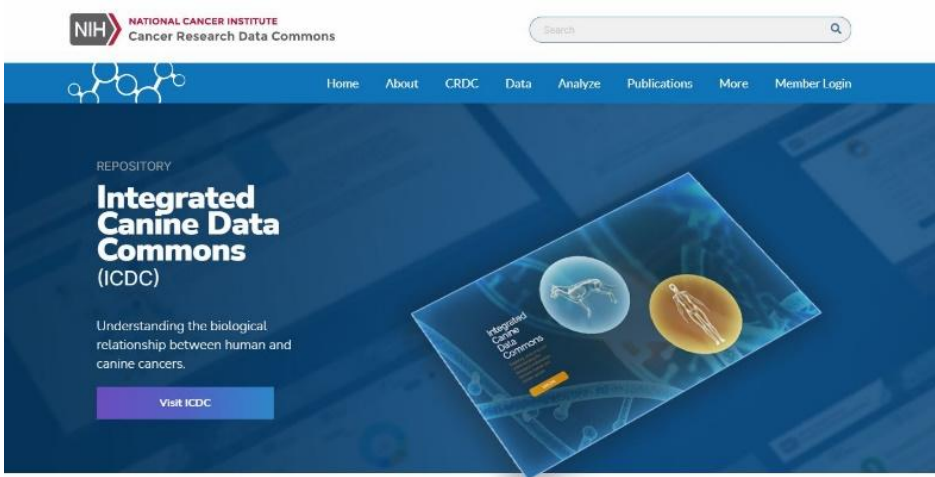 NIH
NATIONAL CANCER INSTITUTE
Cancer Research Data Commons
Search
Home About CRDC Data Analyze Publications More Member Login
REPOSITORY
Integrated
Canine Data
Commons
(ICDC)
Understanding the biological
relationship between human and
canine cancers.
Visit ICDC
Integrated
Canine
Data
Commons